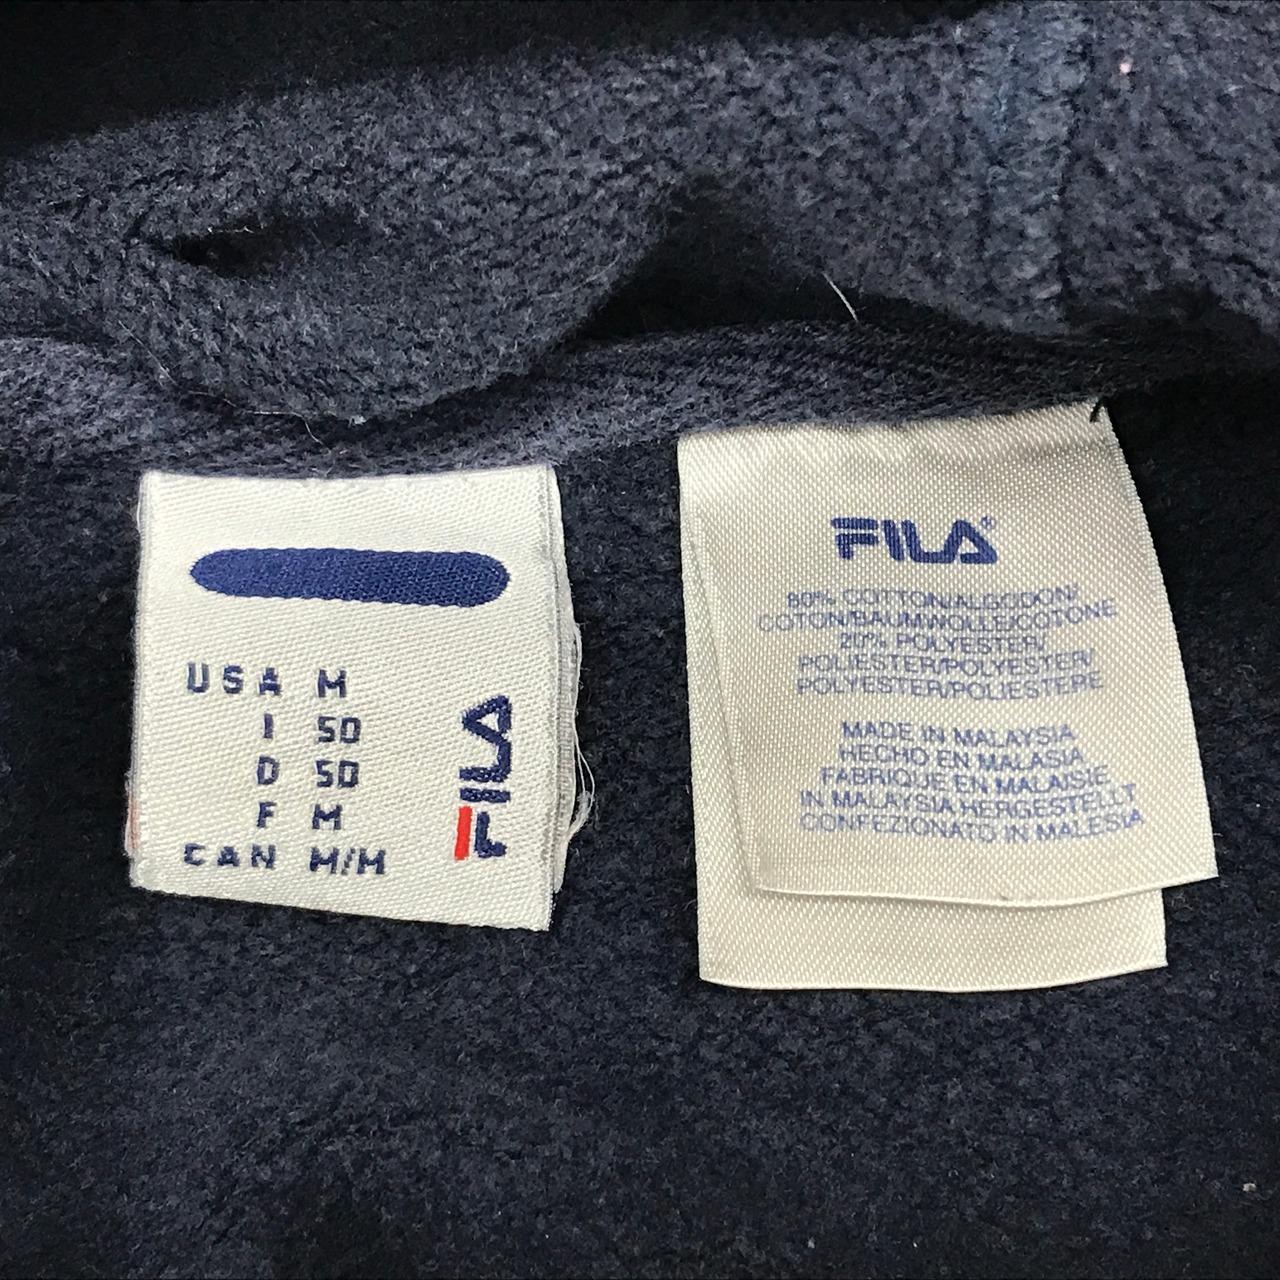 USA M
I 50
D 50
F M
CAN M/M
FILA
FILA®
80% COTTON/ALGODON/
COTON/BAUMWOLLE/COTONE
20% POLYESTER/
POLIESTER/POLYESTER/
POLYESTER/POLIESTERE
MADE IN MALAYSIA
HECHO EN MALASIA
FABRIQUE EN MALAISIE
IN MALAYSIA HERGESTELLT
CONFEZIONATO IN MALESIA